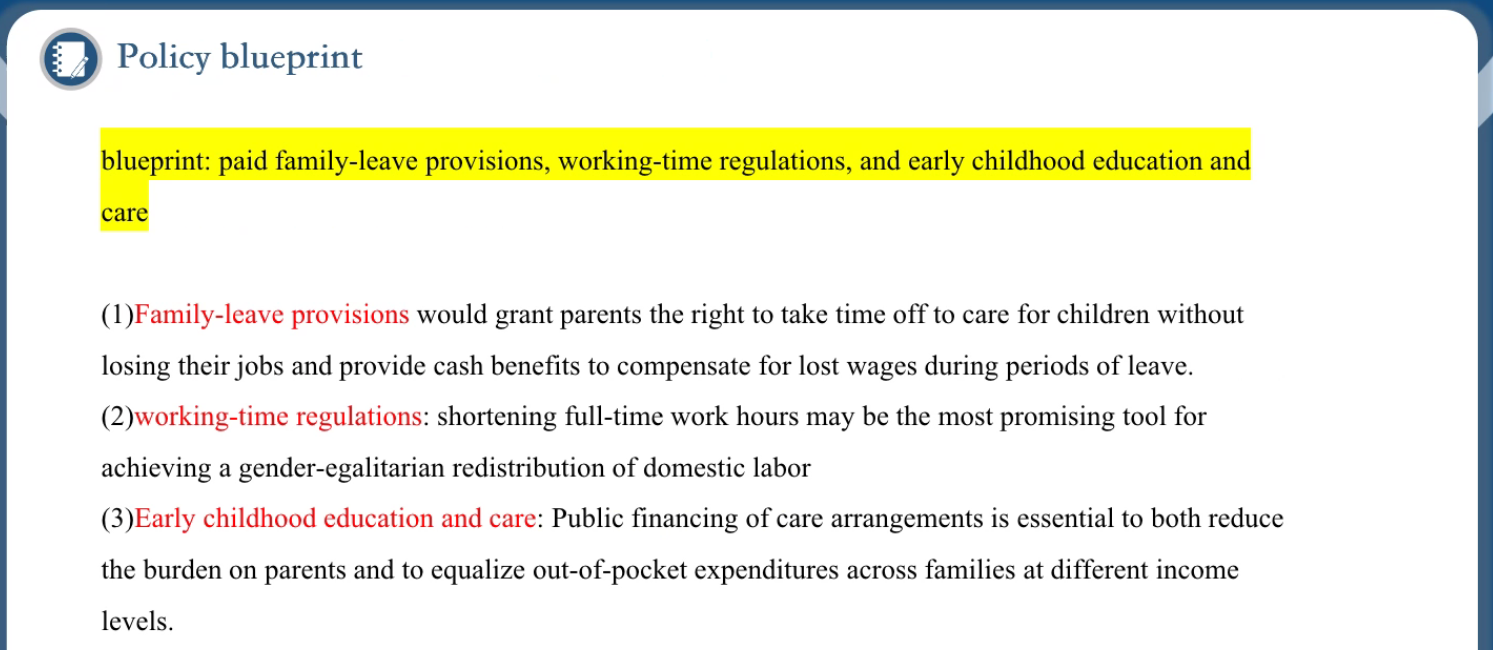 Policy blueprint
blueprint: paid family-leave provisions, working-time regulations, and early childhood education and
care
(1)Family-leave provisions would grant parents the right to take time off to care for children without
losing their jobs and provide cash benefits to compensate for lost wages during periods of leave.
(2)working-time regulations: shortening full-time work hours may be the most promising tool for
achieving a gender-egalitarian redistribution of domestic labor
(3)Early childhood education and care: Public financing of care arrangements is essential to both reduce
the burden on parents and to equalize out-of-pocket expenditures across families at different income
levels.